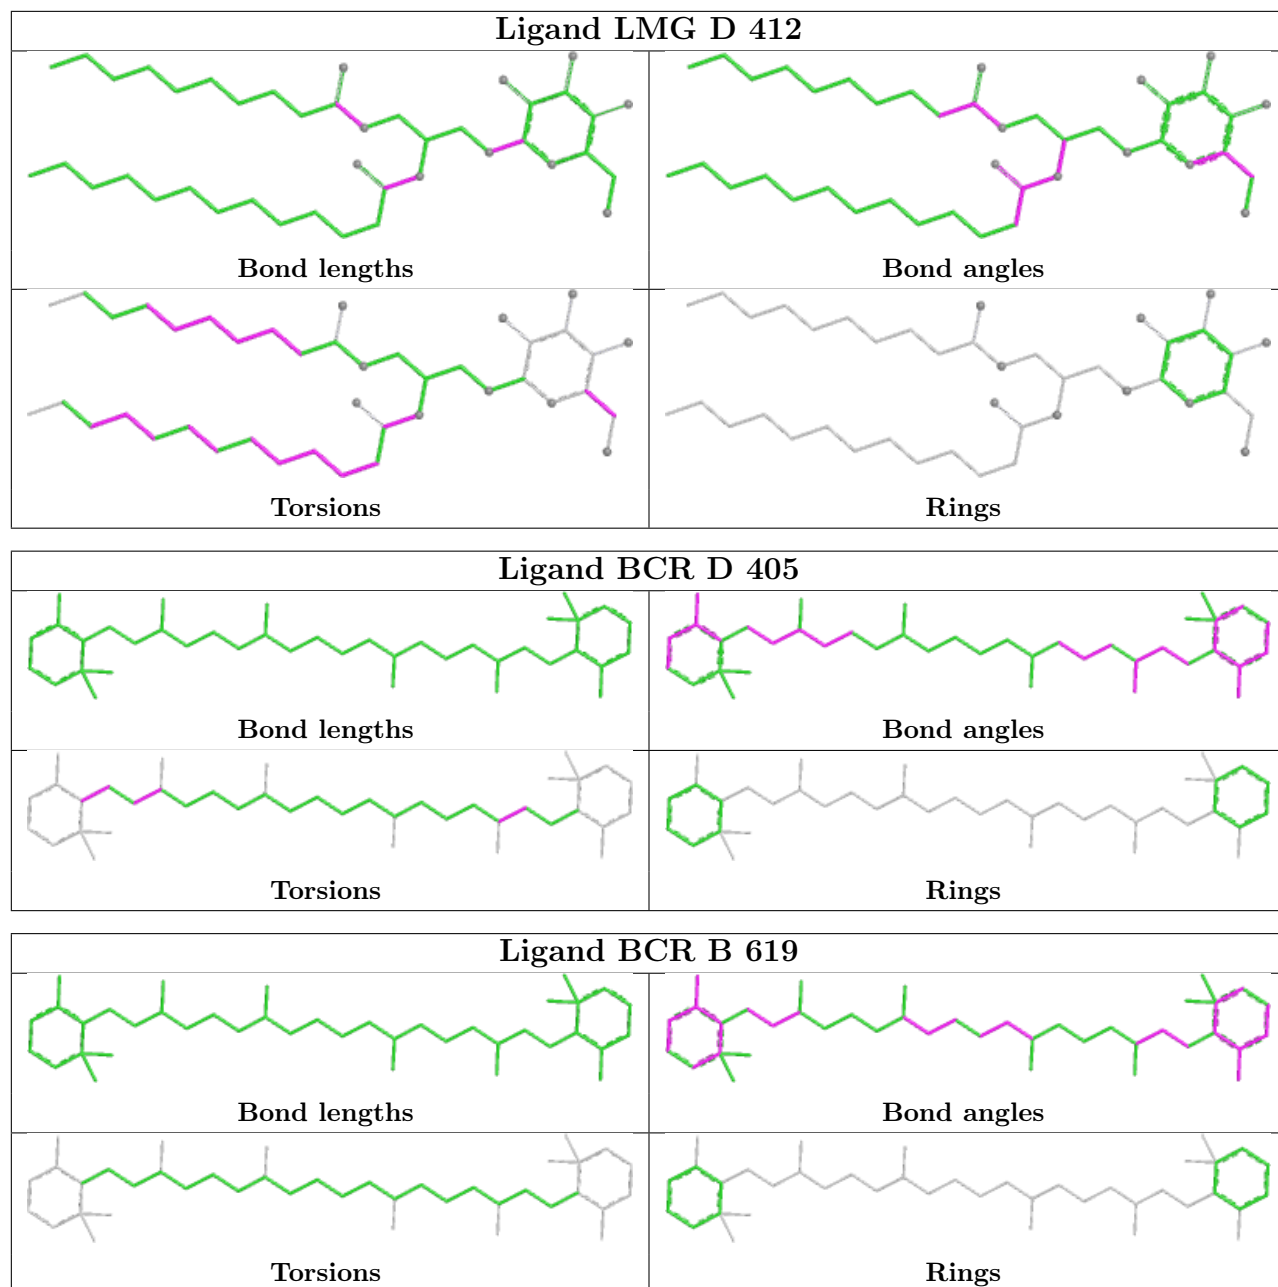 Ligand LMG D 412
Bond lengths
Bond angles
Torsions
Rings
Ligand BCR D 405
Bond lengths
Bond angles
Torsions
Rings
Ligand BCR B 619
Bond lengths
Bond angles
Torsions
Rings